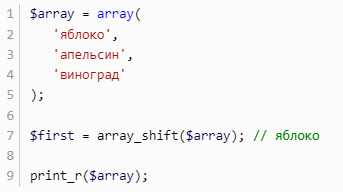 1 $array = array(
2 'яблоко',
3 'апельсин',
4 'виноград'
5 );
6
7 $first = array_shift($array); // яблоко
8
9 print_r($array);